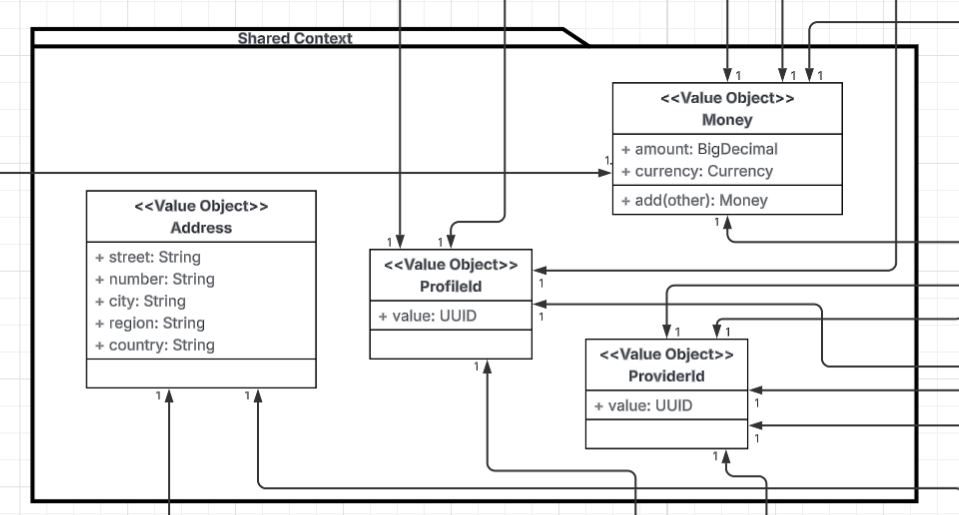 Shared Context
1
1
1
<<Value Object>>
Money
+ amount: BigDecimal
+ currency: Currency
+ add(other): Money
1
1
<<Value Object>>
Address
+ street: String
+ number: String
+ city: String
+ region: String
+ country: String
1
1
1
1
<<Value Object>>
ProfileId
+ value: UUID
1
1
1
1
1
<<Value Object>>
ProviderId
+ value: UUID
1
1
1